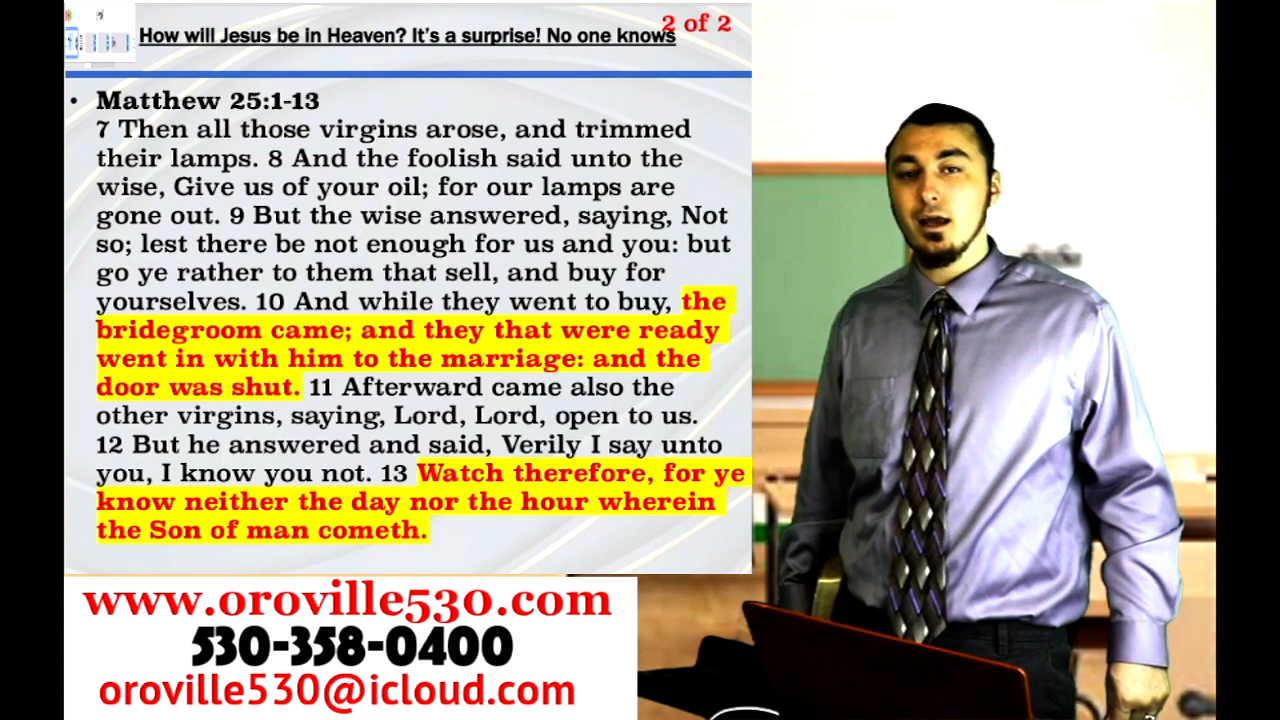 How will Jesus be in Heaven? It's a surprise! No one knows
2 of 2
• Matthew 25:1-13
7 Then all those virgins arose, and trimmed
their lamps. 8 And the foolish said unto the
wise, Give us of your oil; for our lamps are
gone out. 9 But the wise answered, saying, Not
so; lest there be not enough for us and you: but
go ye rather to them that sell, and buy for
yourselves. 10 And while they went to buy, the
bridegroom came; and they that were ready
went in with him to the marriage: and the
door was shut. 11 Afterward came also the
other virgins, saying, Lord, Lord, open to us.
12 But he answered and said, Verily I say unto
you, I know you not. 13 Watch therefore, for ye
know neither the day nor the hour wherein
the Son of man cometh.
www.oroville530.com
530-358-0400
oroville530@icloud.com